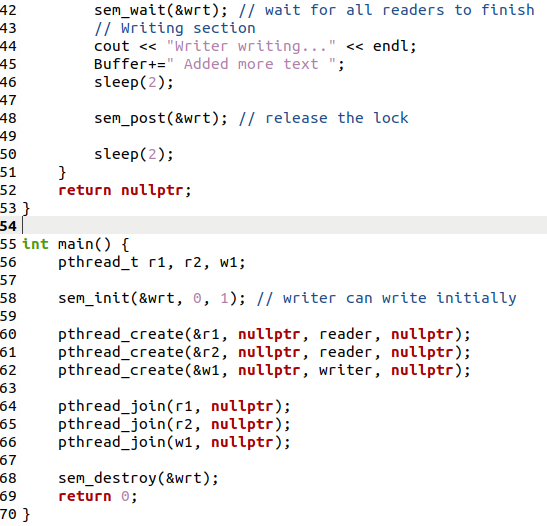 42         sem_wait(&wrt); // wait for all readers to finish
43         // Writing section
44         cout << "Writer writing..." << endl;
45         Buffer+=" Added more text ";
46         sleep(2);
47
48         sem_post(&wrt); // release the lock
49
50         sleep(2);
51     }
52     return nullptr;
53 }
54
55 int main() {
56     pthread_t r1, r2, w1;
57
58     sem_init(&wrt, 0, 1); // writer can write initially
59
60     pthread_create(&r1, nullptr, reader, nullptr);
61     pthread_create(&r2, nullptr, reader, nullptr);
62     pthread_create(&w1, nullptr, writer, nullptr);
63
64     pthread_join(r1, nullptr);
65     pthread_join(r2, nullptr);
66     pthread_join(w1, nullptr);
67
68     sem_destroy(&wrt);
69     return 0;
70 }